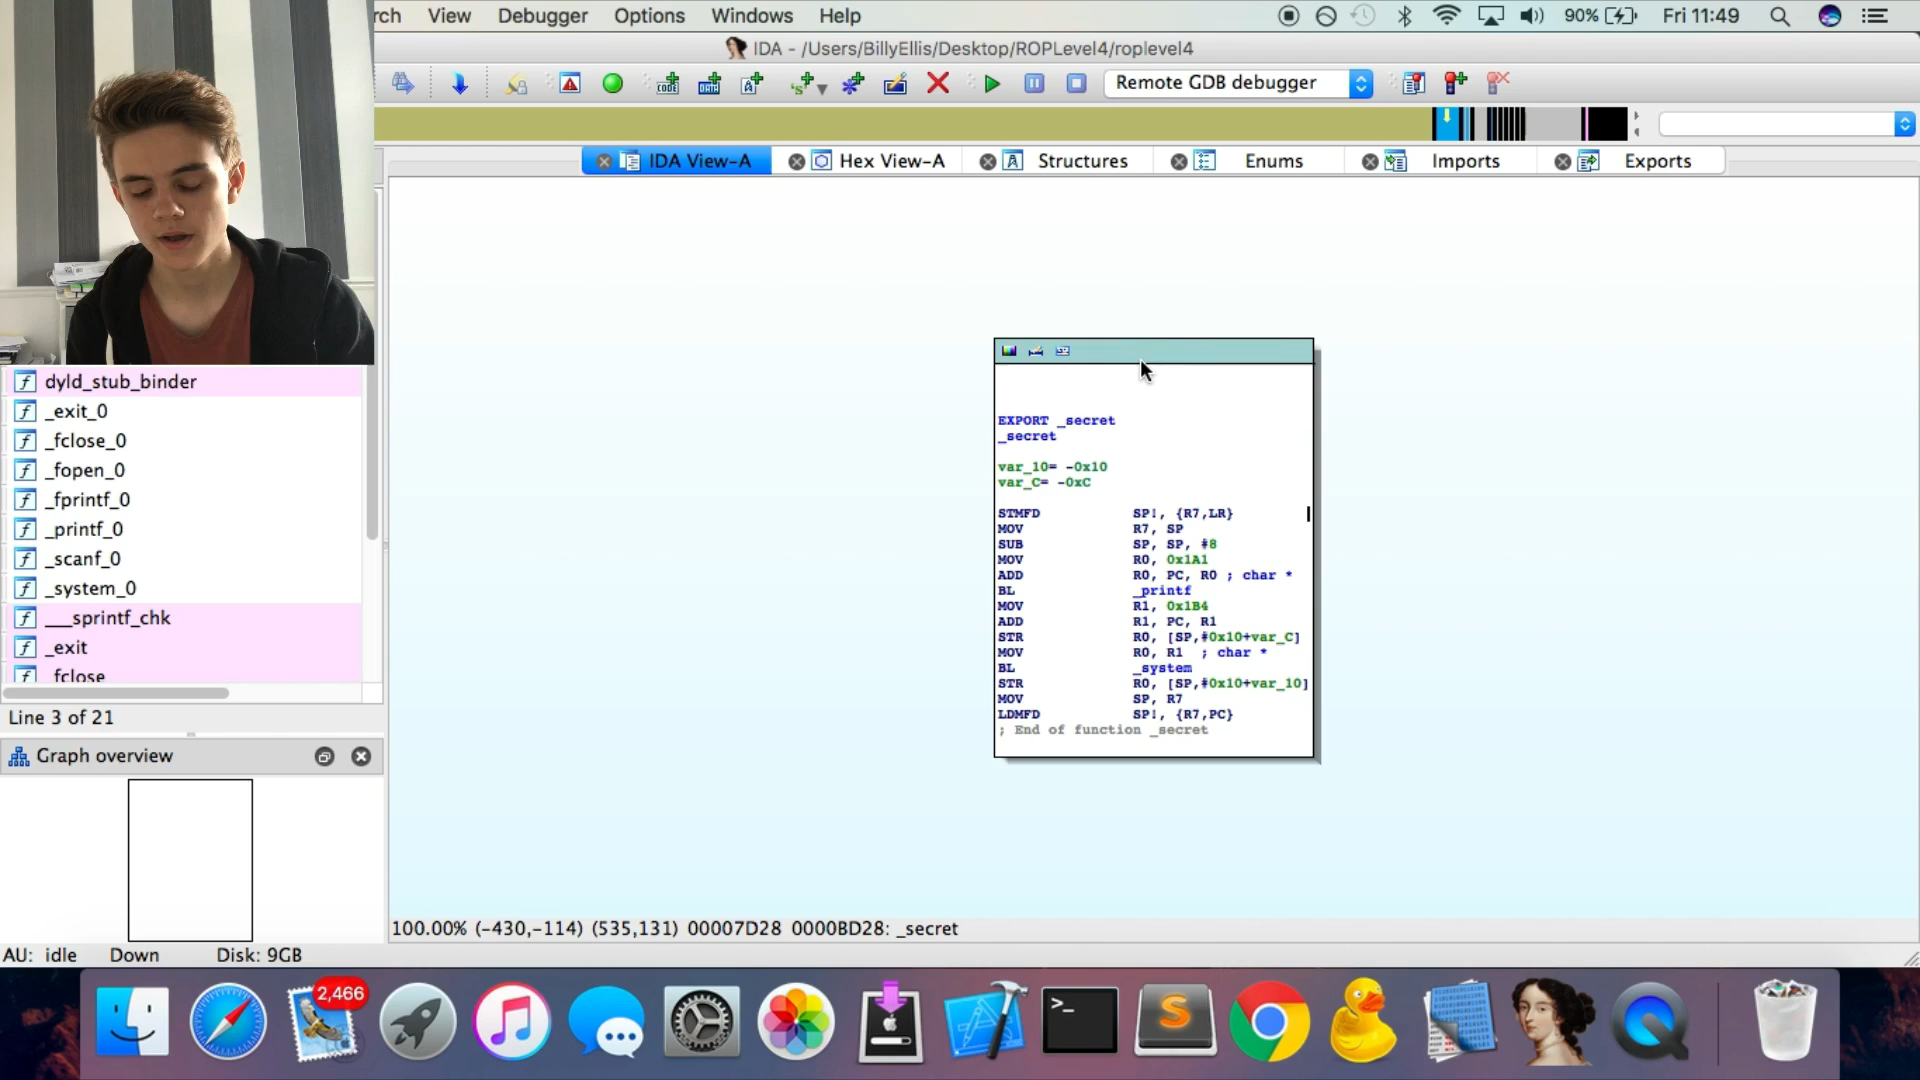 rch View Debugger Options Windows Help 90% Fri 11:49
IDA - /Users/BillyEllis/Desktop/ROPLevel4/roplevel4
Remote GDB debugger
IDA View-A Hex View-A Structures Enums Imports Exports
EXPORT _secret
_secret
var_10= -0x10
var_C= -0xC
STMFD SP!, {R7,LR}
MOV R7, SP
SUB SP, SP, #8
MOV R0, 0x1A1
ADD R0, PC, R0 ; char *
BL _printf
MOV R1, 0x1B4
ADD R1, PC, R1
STR R0, [SP,#0x10+var_C]
MOV R0, R1 ; char *
BL _system
STR R0, [SP,#0x10+var_10]
MOV SP, R7
LDMFD SP!, {R7,PC}
; End of function _secret
f dyld_stub_binder
f _exit_0
f _fclose_0
f _fopen_0
f _fprintf_0
f _printf_0
f _scanf_0
f _system_0
f ___sprintf_chk
f _exit
f _fclose
Line 3 of 21
Graph overview
100.00% (-430,-114) (535,131) 00007D28 0000BD28: _secret
AU: idle Down Disk: 9GB
2,466